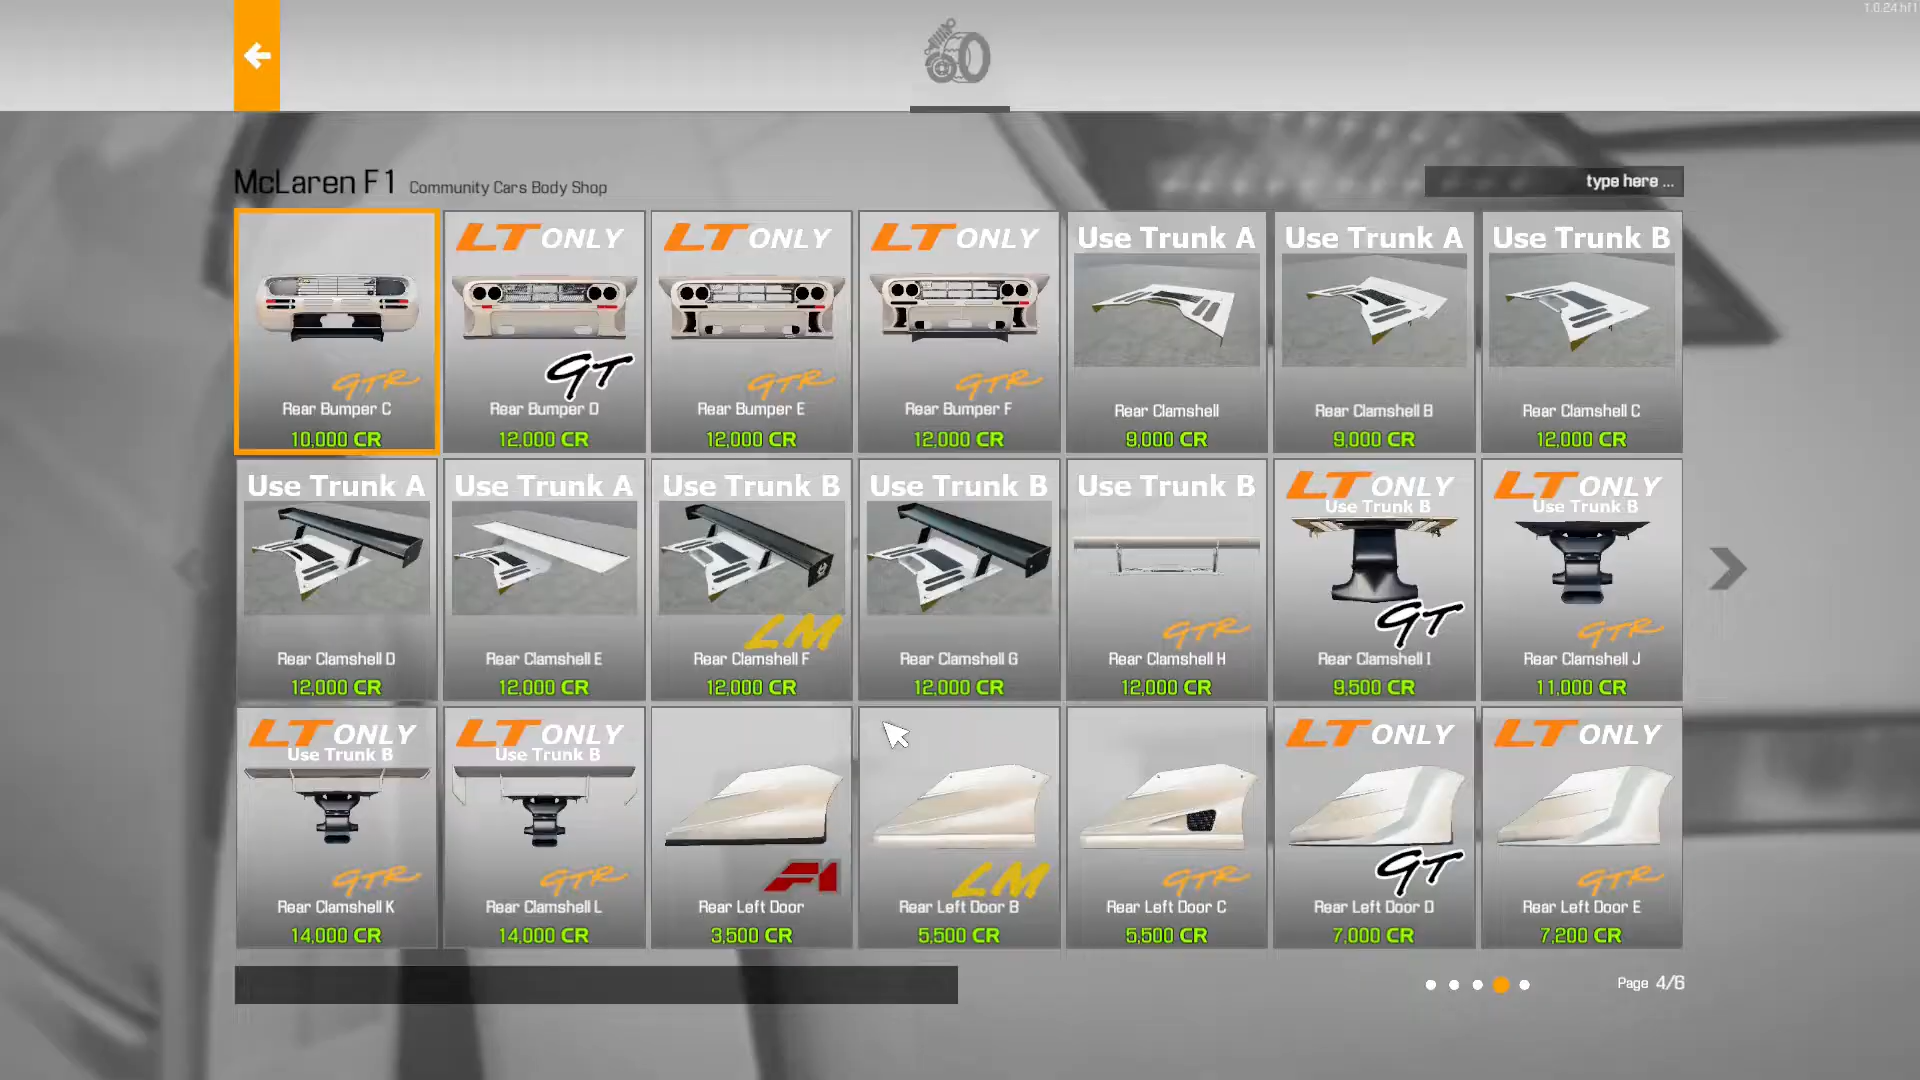 1.0.24.hf1
McLaren F1 Community Cars Body Shop
type here ...
GTR
Rear Bumper C
10,000 CR
LT ONLY
GT
Rear Bumper D
12,000 CR
LT ONLY
GTR
Rear Bumper E
12,000 CR
LT ONLY
GTR
Rear Bumper F
12,000 CR
Use Trunk A
Rear Clamshell
9,000 CR
Use Trunk A
Rear Clamshell B
9,000 CR
Use Trunk B
Rear Clamshell C
12,000 CR
Use Trunk A
Rear Clamshell D
12,000 CR
Use Trunk A
Rear Clamshell E
12,000 CR
Use Trunk B
LM
Rear Clamshell F
12,000 CR
Use Trunk B
Rear Clamshell G
12,000 CR
Use Trunk B
GTR
Rear Clamshell H
12,000 CR
LT ONLY
Use Trunk B
GT
Rear Clamshell I
9,500 CR
LT ONLY
Use Trunk B
GTR
Rear Clamshell J
11,000 CR
LT ONLY
Use Trunk B
GTR
Rear Clamshell K
14,000 CR
LT ONLY
Use Trunk B
GTR
Rear Clamshell L
14,000 CR
F1
Rear Left Door
3,500 CR
LM
Rear Left Door B
5,500 CR
GTR
Rear Left Door C
5,500 CR
LT ONLY
GT
Rear Left Door D
7,000 CR
LT ONLY
GTR
Rear Left Door E
7,200 CR
Page 4/6